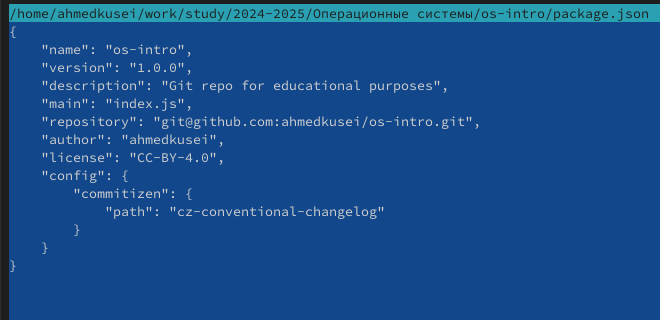 /home/ahmedkusei/work/study/2024-2025/Операционные системы/os-intro/package.json
{
    "name": "os-intro",
    "version": "1.0.0",
    "description": "Git repo for educational purposes",
    "main": "index.js",
    "repository": "git@github.com:ahmedkusei/os-intro.git",
    "author": "ahmedkusei",
    "license": "CC-BY-4.0",
    "config": {
        "commitizen": {
            "path": "cz-conventional-changelog"
        }
    }
}